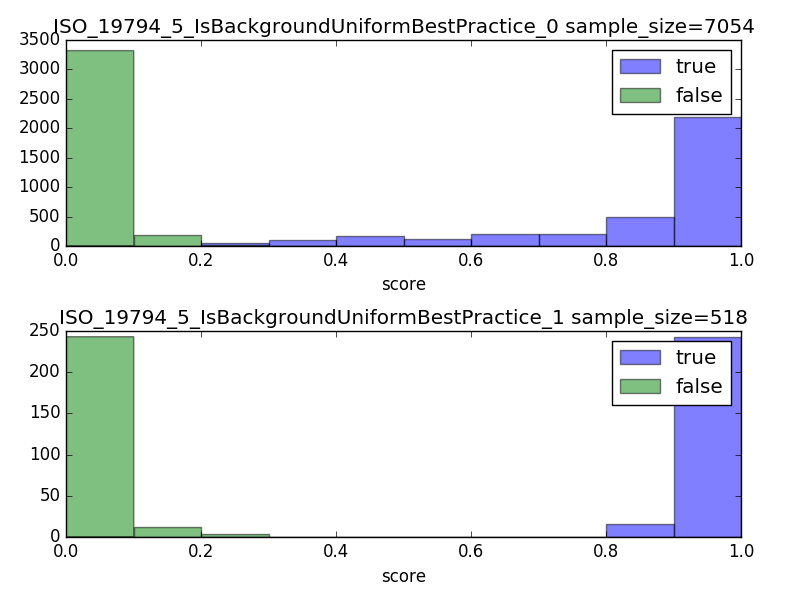 ISO_19794_5_IsBackgroundUniformBestPractice_0 sample_size=7054
3500
3000
2500
2000
1500
1000
500
0
true
false
0.0 0.2 0.4 0.6 0.8 1.0
score
ISO_19794_5_IsBackgroundUniformBestPractice_1 sample_size=518
250
200
150
100
50
0
true
false
0.0 0.2 0.4 0.6 0.8 1.0
score